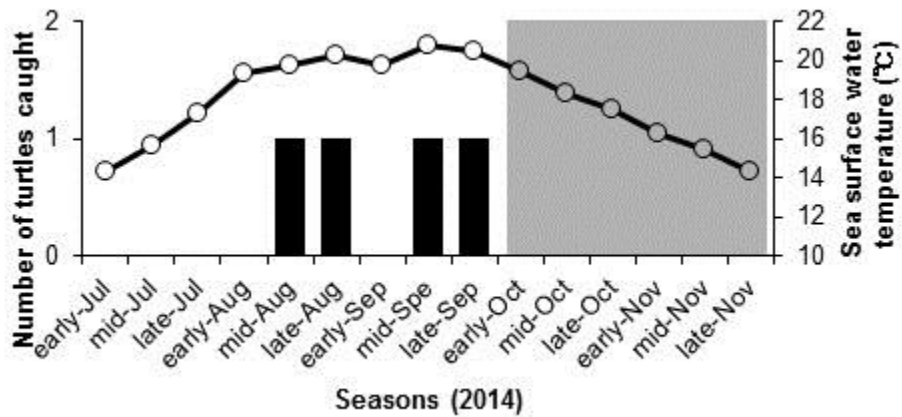 Number of turtles caught
2
1
0
22
20
18
16
14
12
10
Sea surface water
temperature (℃)
early-Jul
mid-Jul
late-Jul
early-Aug
mid-Aug
late-Aug
early-Sep
mid-Spe
late-Sep
early-Oct
mid-Oct
late-Oct
early-Nov
mid-Nov
late-Nov
Seasons (2014)